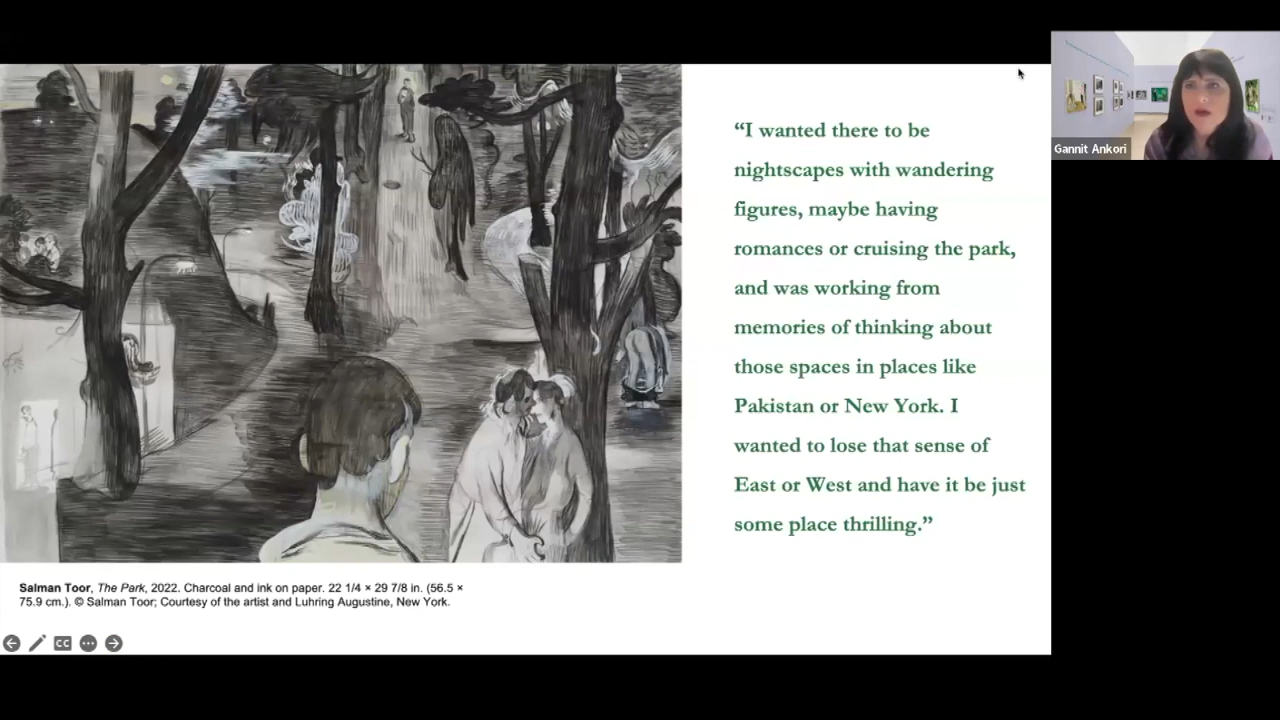 “I wanted there to be
nightscapes with wandering
figures, maybe having
romances or cruising the park,
and was working from
memories of thinking about
those spaces in places like
Pakistan or New York. I
wanted to lose that sense of
East or West and have it be just
some place thrilling.”
Salman Toor, The Park, 2022. Charcoal and ink on paper. 22 1/4 × 29 7/8 in. (56.5 ×
75.9 cm.). © Salman Toor; Courtesy of the artist and Luhring Augustine, New York.
CC
Gannit Ankori